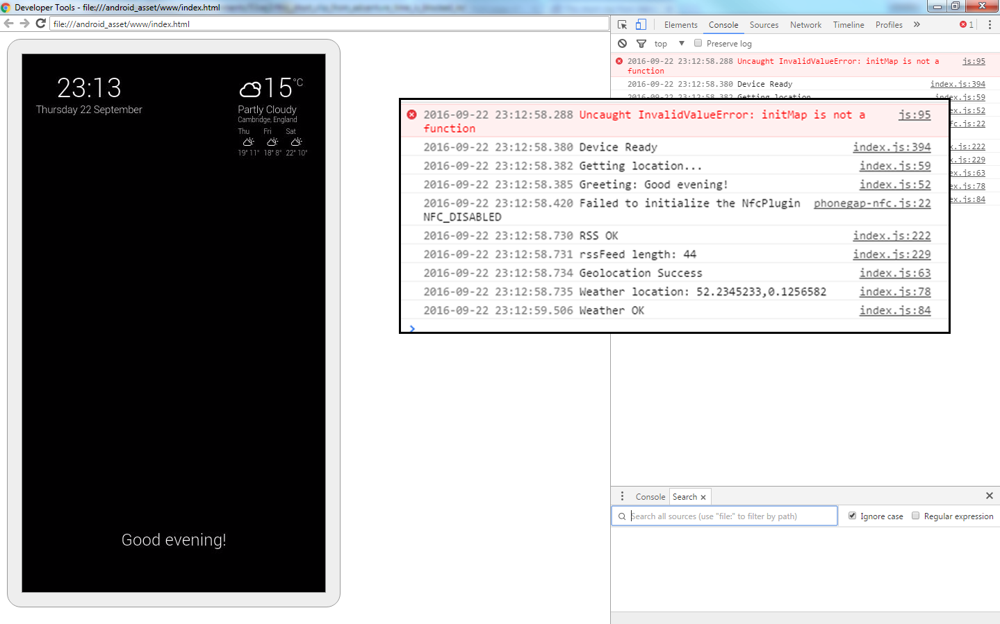 Developer Tools - file:///android_asset/www/index.html
file:///android_asset/www/index.html
Elements Console Sources Network Timeline Profiles » 1
top ▼ Preserve log
2016-09-22 23:12:58.288 Uncaught InvalidValueError: initMap is not a js:95
function
2016-09-22 23:12:58.380 Device Ready index.js:394
2016-09-22 23:12:58.382 Getting location... index.js:59
ex.js:52
fc.js:22
ex.js:222
ex.js:229
ex.js:63
ex.js:78
ex.js:84
23:13
Thursday 22 September
15°C
Partly Cloudy
Cambridge, England
Thu Fri Sat
19° 11° 18° 8° 22° 10°
Good evening!
2016-09-22 23:12:58.288 Uncaught InvalidValueError: initMap is not a js:95
function
2016-09-22 23:12:58.380 Device Ready index.js:394
2016-09-22 23:12:58.382 Getting location... index.js:59
2016-09-22 23:12:58.385 Greeting: Good evening! index.js:52
2016-09-22 23:12:58.420 Failed to initialize the NfcPlugin phonegap-nfc.js:22
NFC_DISABLED
2016-09-22 23:12:58.730 RSS OK index.js:222
2016-09-22 23:12:58.731 rssFeed length: 44 index.js:229
2016-09-22 23:12:58.734 Geolocation Success index.js:63
2016-09-22 23:12:58.735 Weather location: 52.2345233,0.1256582 index.js:78
2016-09-22 23:12:59.506 Weather OK index.js:84
Console Search
Search all sources (use "file:" to filter by path) Ignore case Regular expression